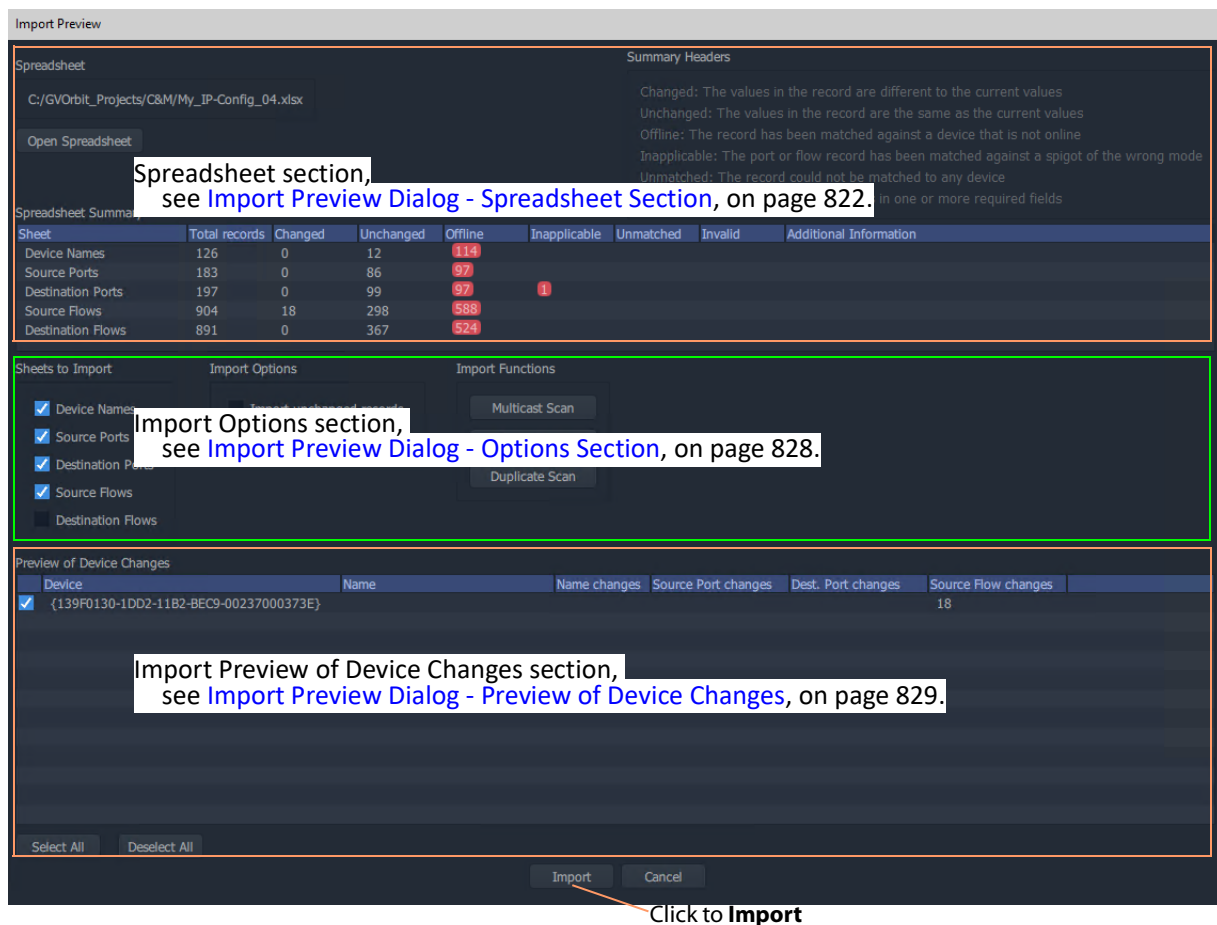 Import Preview
Spreadsheet
C:/GVOrbit_Projects/C&M/My_IP-Config_04.xlsx
Open Spreadsheet
Summary Headers
Changed: The values in the record are different to the current values
Unchanged: The values in the record are the same as the current values
Offline: The record has been matched against a device that is not online
Inapplicable: The port or flow record has been matched against a spigot of the wrong mode
Unmatched: The record could not be matched to any device
in one or more required fields
Spreadsheet section,
see Import Preview Dialog - Spreadsheet Section, on page 822.
Spreadsheet Summary
Sheet Total records Changed Unchanged Offline Inapplicable Unmatched Invalid Additional Information
Device Names 126 0 12 114
Source Ports 183 0 86 97
Destination Ports 197 0 99 97 1
Source Flows 904 18 298 588
Destination Flows 891 0 367 524
Sheets to Import Import Options Import Functions
Device Names Import unchanged records Multicast Scan
Source Ports
Destination Ports
Duplicate Scan
Source Flows
Destination Flows
Import Options section,
see Import Preview Dialog - Options Section, on page 828.
Preview of Device Changes
Device Name Name changes Source Port changes Dest. Port changes Source Flow changes
{139F0130-1DD2-11B2-BEC9-00237000373E} 18
Import Preview of Device Changes section,
see Import Preview Dialog - Preview of Device Changes, on page 829.
Select All Deselect All
Import Cancel
Click to Import